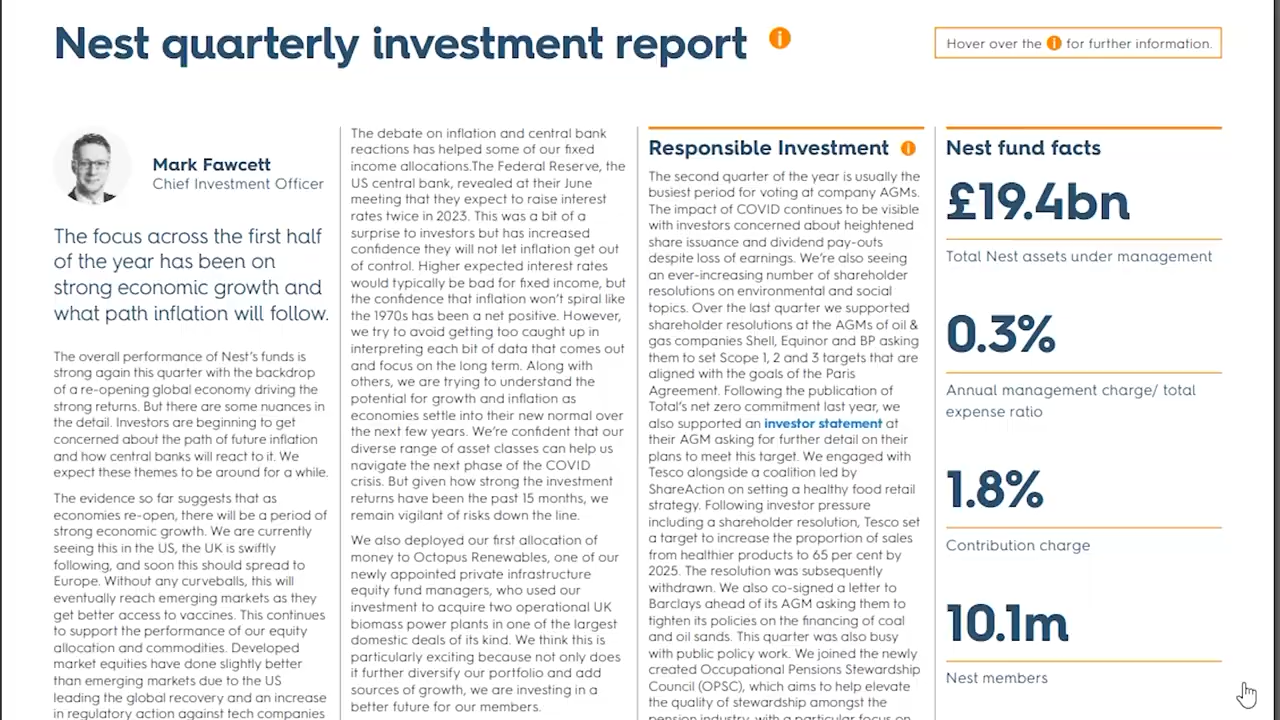 Nest quarterly investment report
Hover over the i for further information.
Mark Fawcett
Chief Investment Officer
The focus across the first half
of the year has been on
strong economic growth and
what path inflation will follow.
The overall performance of Nest's funds is
strong again this quarter with the backdrop
of a re-opening global economy driving the
strong returns. But there are some nuances in
the detail. Investors are beginning to get
concerned about the path of future inflation
and how central banks will react to it. We
expect these themes to be around for a while.
The evidence so far suggests that as
economies re-open, there will be a period of
strong economic growth. We are currently
seeing this in the US, the UK is swiftly
following, and soon this should spread to
Europe. Without any curveballs, this will
eventually reach emerging markets as they
get better access to vaccines. This continues
to support the performance of our equity
allocation and commodities. Developed
market equities have done slightly better
than emerging markets due to the US
leading the global recovery and an increase
in regulatory action against tech companies
The debate on inflation and central bank
reactions has helped some of our fixed
income allocations.The Federal Reserve, the
US central bank, revealed at their June
meeting that they expect to raise interest
rates twice in 2023. This was a bit of a
surprise to investors but has increased
confidence they will not let inflation get out
of control. Higher expected interest rates
would typically be bad for fixed income, but
the confidence that inflation won't spiral like
the 1970s has been a net positive. However,
we try to avoid getting too caught up in
interpreting each bit of data that comes out
and focus on the long term. Along with
others, we are trying to understand the
potential for growth and inflation as
economies settle into their new normal over
the next few years. We're confident that our
diverse range of asset classes can help us
navigate the next phase of the COVID
crisis. But given how strong the investment
returns have been the past 15 months, we
remain vigilant of risks down the line.
We also deployed our first allocation of
money to Octopus Renewables, one of our
newly appointed private infrastructure
equity fund managers, who used our
investment to acquire two operational UK
biomass power plants in one of the largest
domestic deals of its kind. We think this is
particularly exciting because not only does
it further diversify our portfolio and add
sources of growth, we are investing in a
better future for our members.
Responsible Investment i
The second quarter of the year is usually the
busiest period for voting at company AGMs.
The impact of COVID continues to be visible
with investors concerned about heightened
share issuance and dividend pay-outs
despite loss of earnings. We're also seeing
an ever-increasing number of shareholder
resolutions on environmental and social
topics. Over the last quarter we supported
shareholder resolutions at the AGMs of oil &
gas companies Shell, Equinor and BP asking
them to set Scope 1, 2 and 3 targets that are
aligned with the goals of the Paris
Agreement. Following the publication of
Total's net zero commitment last year, we
also supported an investor statement at
their AGM asking for further detail on their
plans to meet this target. We engaged with
Tesco alongside a coalition led by
ShareAction on setting a healthy food retail
strategy. Following investor pressure
including a shareholder resolution, Tesco set
a target to increase the proportion of sales
from healthier products to 65 per cent by
2025. The resolution was subsequently
withdrawn. We also co-signed a letter to
Barclays ahead of its AGM asking them to
tighten its policies on the financing of coal
and oil sands. This quarter was also busy
with public policy work. We joined the newly
created Occupational Pensions Stewardship
Council (OPSC), which aims to help elevate
the quality of stewardship amongst the
pension industry, with a particular focus on
Nest fund facts
£19.4bn
Total Nest assets under management
0.3%
Annual management charge/ total
expense ratio
1.8%
Contribution charge
10.1m
Nest members